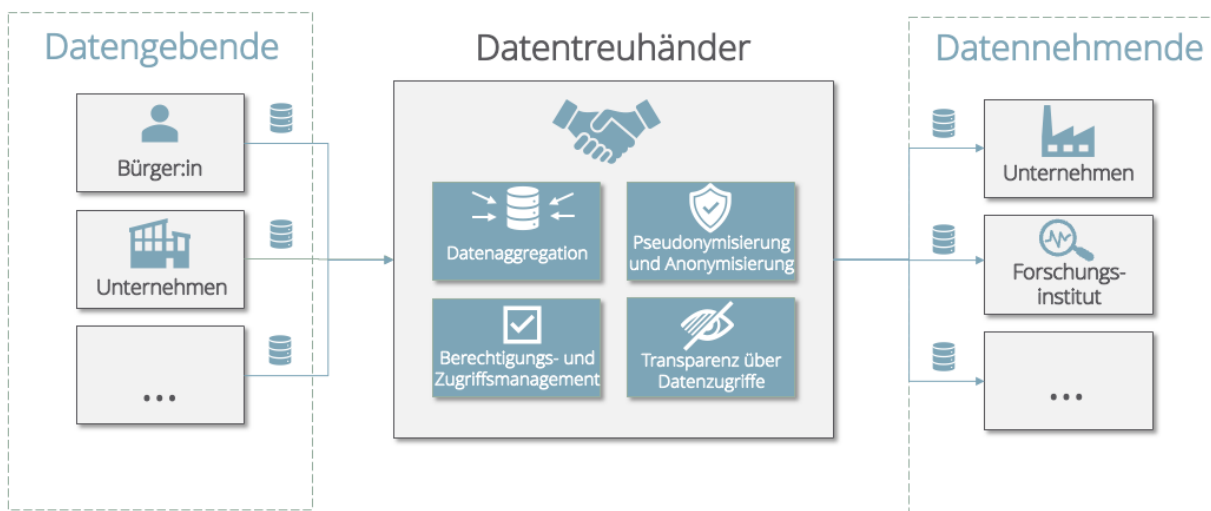 Datengebende
Bürger:in
Unternehmen
...
Datentreuhänder
Datenaggregation
Pseudonymisierung
und Anonymisierung
Berechtigungs- und
Zugriffsmanagement
Transparenz über
Datenzugriffe
Datennehmende
Unternehmen
Forschungs-
institut
...